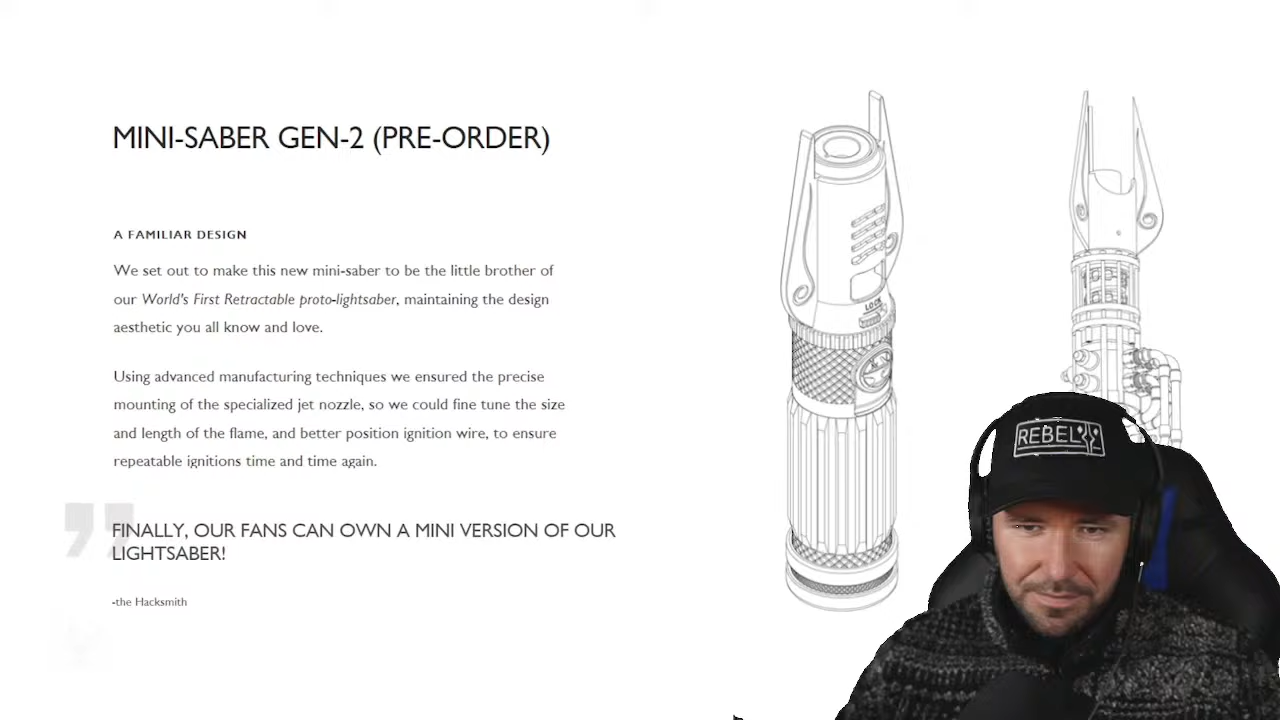 MINI-SABER GEN-2 (PRE-ORDER)
A FAMILIAR DESIGN
We set out to make this new mini-saber to be the little brother of
our World's First Retractable proto-lightsaber, maintaining the design
aesthetic you all know and love.
Using advanced manufacturing techniques we ensured the precise
mounting of the specialized jet nozzle, so we could fine tune the size
and length of the flame, and better position ignition wire, to ensure
repeatable ignitions time and time again.
FINALLY, OUR FANS CAN OWN A MINI VERSION OF OUR
LIGHTSABER!
-the Hacksmith
LOCK
REBEL